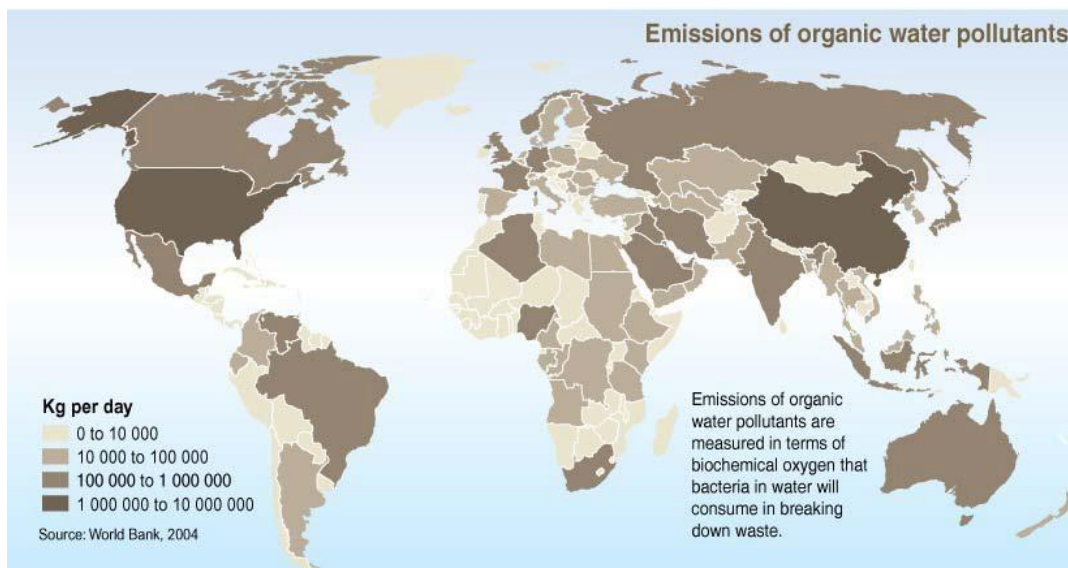 Emissions of organic water pollutants
Kg per day
0 to 10 000
10 000 to 100 000
100 000 to 1 000 000
1 000 000 to 10 000 000
Source: World Bank, 2004
Emissions of organic
water pollutants are
measured in terms of
biochemical oxygen that
bacteria in water will
consume in breaking
down waste.